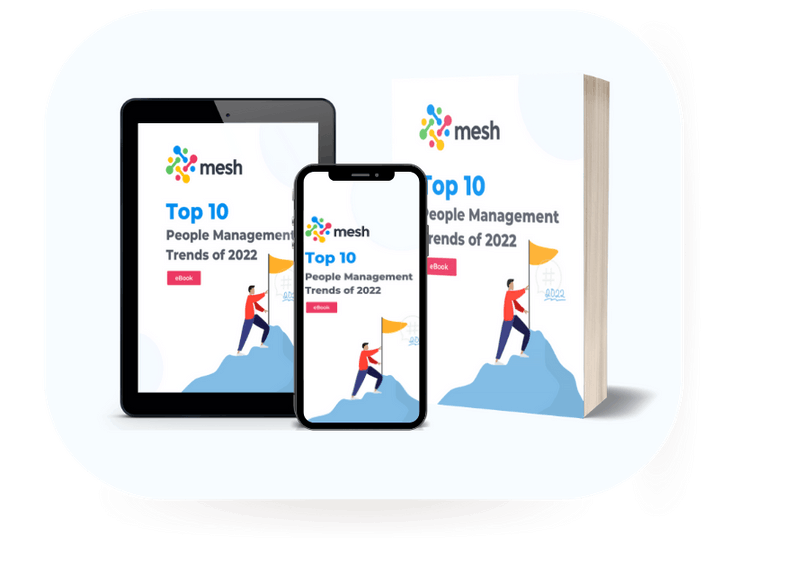 mesh
Top 10
People Management
Trends of 2022
eBook
mesh
Top 10
People Management
Trends of 2022
eBook
#
mesh
Top 10
People Management
Trends of 2022
eBook
#
2022